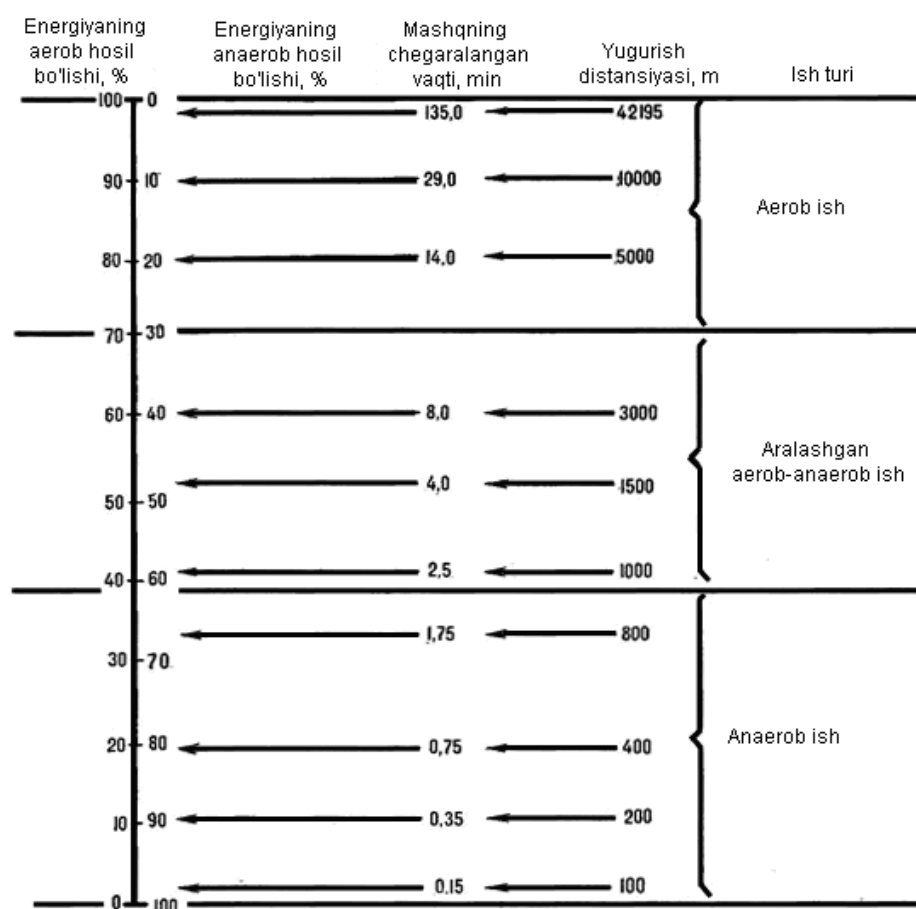 Energiyaning
aerob hosil
bo'lishi, %
Energiyaning
anaerob hosil
bo'lishi, %
Mashqning
chegaralangan
vaqti, min
Yugurish
distansiyasi, m
Ish turi
100 0
135,0 42195
90 10 29,0 10000
Aerob ish
80 20 14,0 5000
70 30
60 40 8,0 3000
Aralashgan
aerob-anaerob ish
4,0 1500
50 50
40 60 2,5 1000
1,75 800
30 70
Anaerob ish
20 80 0,75 400
10 90 0,35 200
0,15 100
0 100